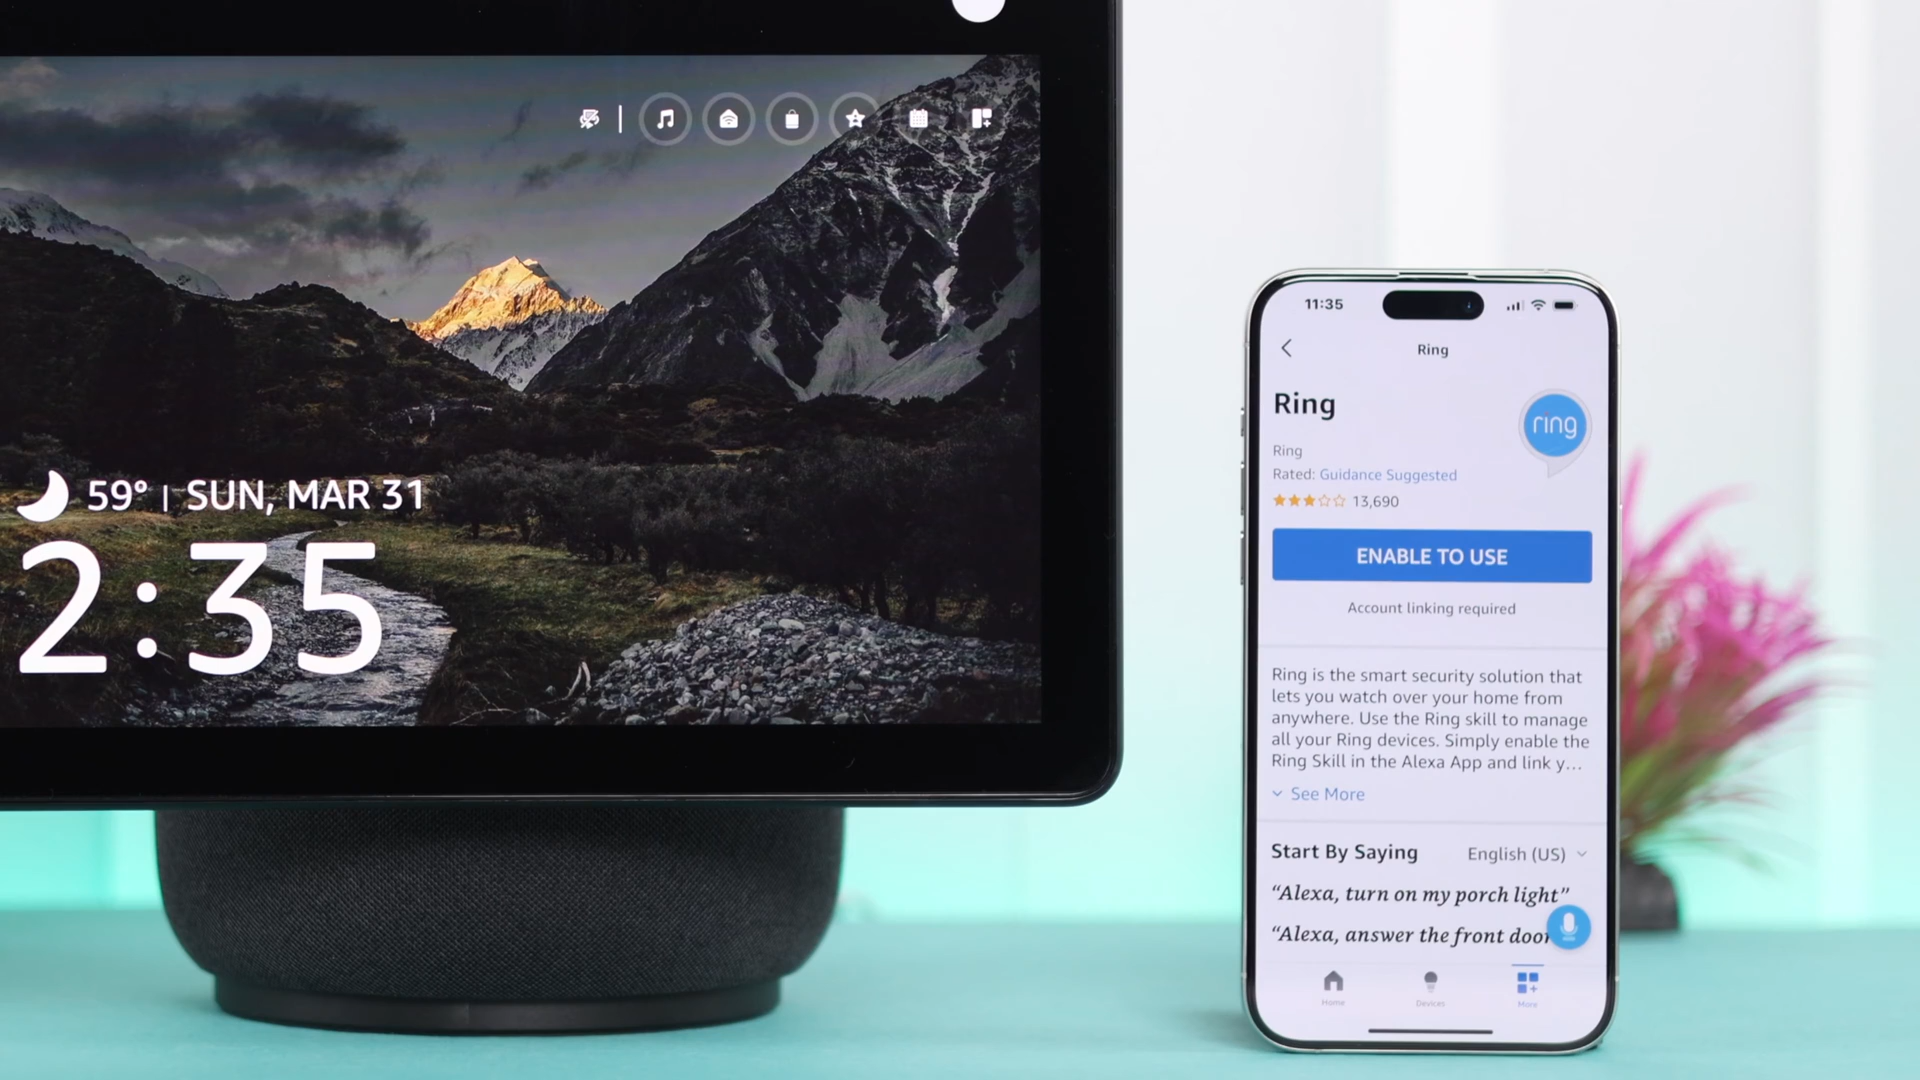 59° | SUN, MAR 31
2:35
11:35
Ring
Ring
ring
Ring
Rated: Guidance Suggested
13,690
ENABLE TO USE
Account linking required
Ring is the smart security solution that
lets you watch over your home from
anywhere. Use the Ring skill to manage
all your Ring devices. Simply enable the
Ring Skill in the Alexa App and link y...
See More
Start By Saying English (US)
“Alexa, turn on my porch light”
“Alexa, answer the front door
Home Devices More